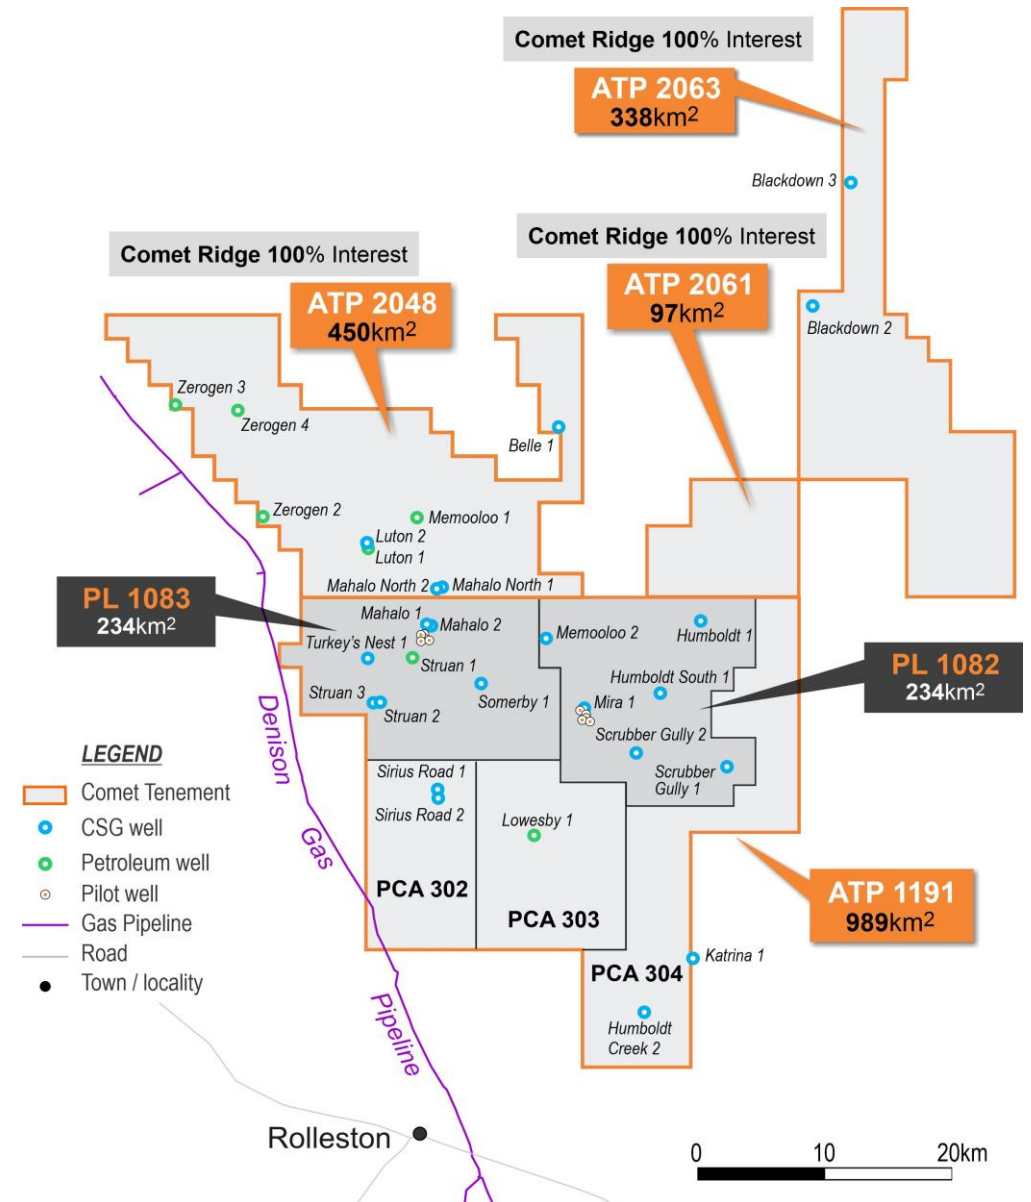 Comet Ridge 100% Interest
ATP 2063
338km²
Blackdown 3
Comet Ridge 100% Interest
ATP 2061
97km²
Comet Ridge 100% Interest
ATP 2048
450km²
Blackdown 2
Zerogen 3
Zerogen 4
Belle 1
Zerogen 2
Memooloo 1
Luton 2
Luton 1
Mahalo North 2
Mahalo North 1
PL 1083
234km²
Mahalo 1
Mahalo 2
Turkey's Nest 1
Struan 1
Memooloo 2
Humboldt 1
PL 1082
234km²
Humboldt South 1
Struan 3
Struan 2
Somerby 1
Mira 1
Scrubber Gully 2
Scrubber
Gully 1
Sirius Road 1
Sirius Road 2
Lowesby 1
PCA 302
PCA 303
PCA 304
ATP 1191
989km²
Katrina 1
Humboldt
Creek 2
Denison
Gas
Pipeline
LEGEND
Comet Tenement
CSG well
Petroleum well
Pilot well
Gas Pipeline
Road
Town / locality
Rolleston
0
10
20km